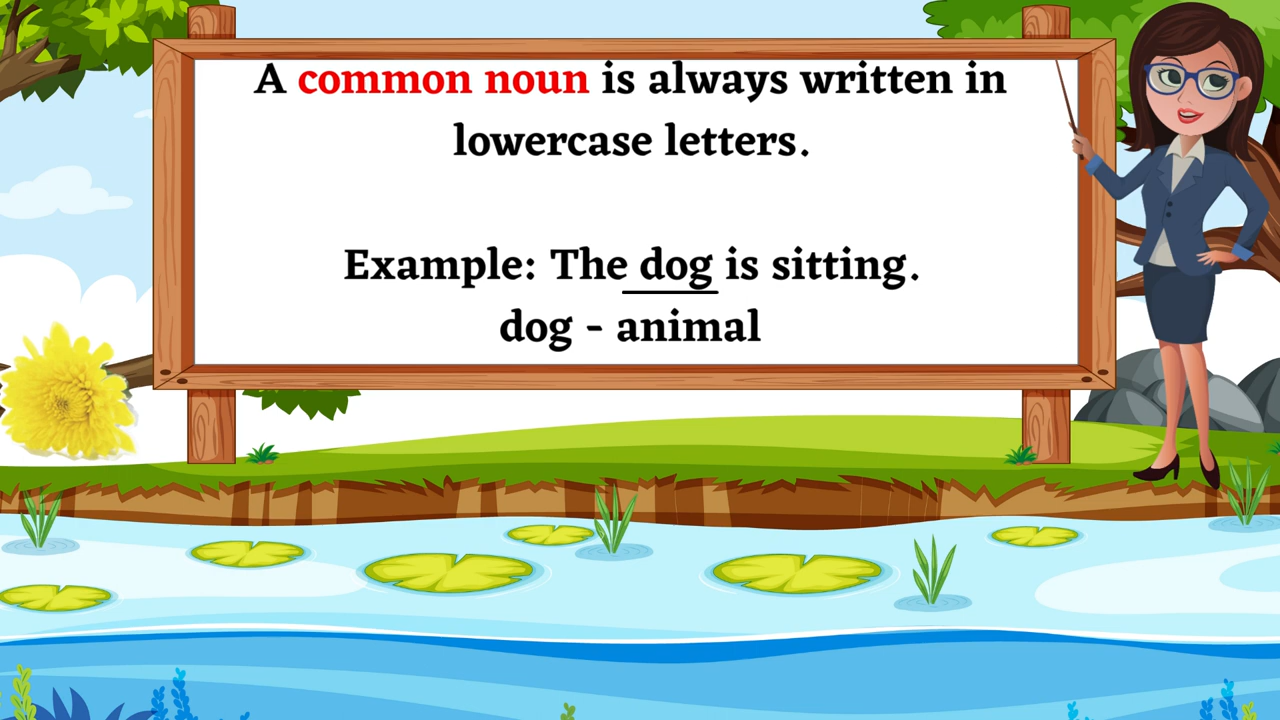 A common noun is always written in
lowercase letters.
Example: The dog is sitting.
dog - animal